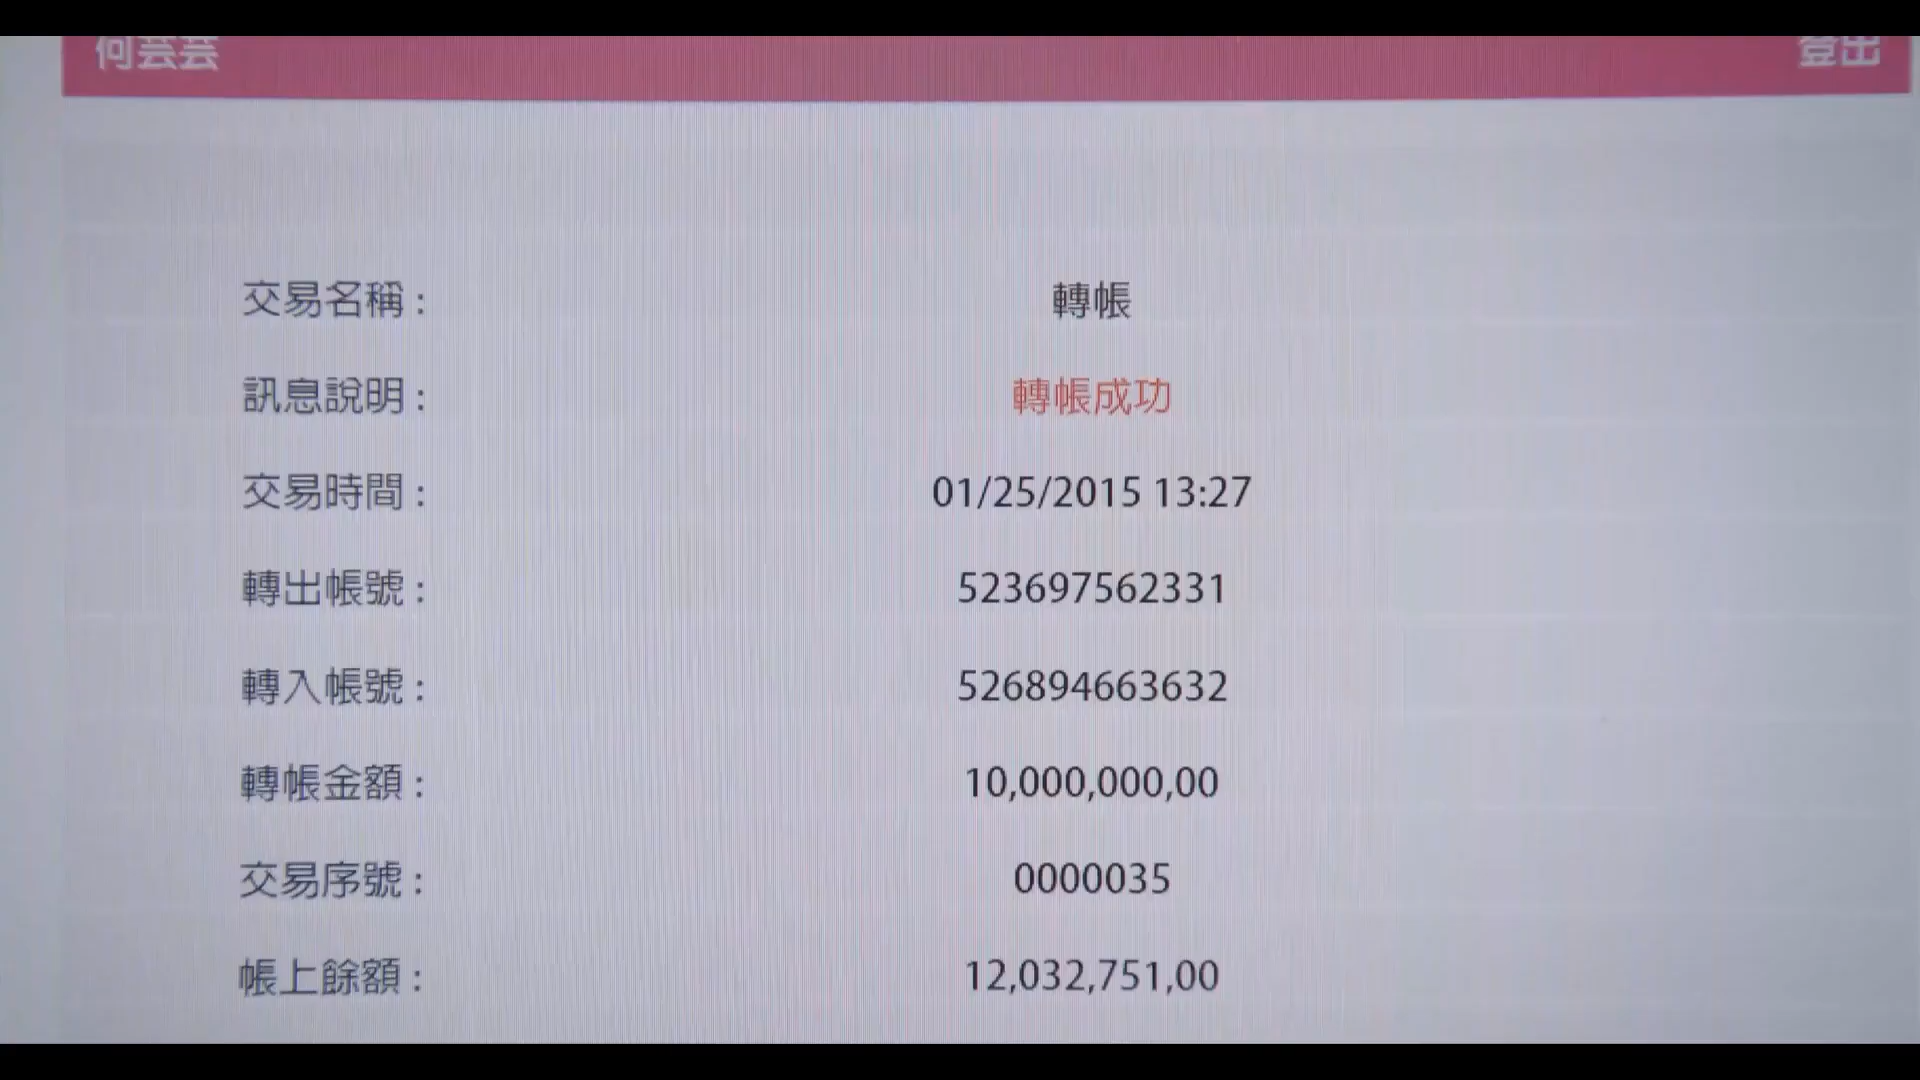 何芸芸 登出
交易名稱 : 轉帳
訊息說明 : 轉帳成功
交易時間 : 01/25/2015 13:27
轉出帳號 : 523697562331
轉入帳號 : 526894663632
轉帳金額 : 10,000,000,00
交易序號 : 0000035
帳上餘額 : 12,032,751,00